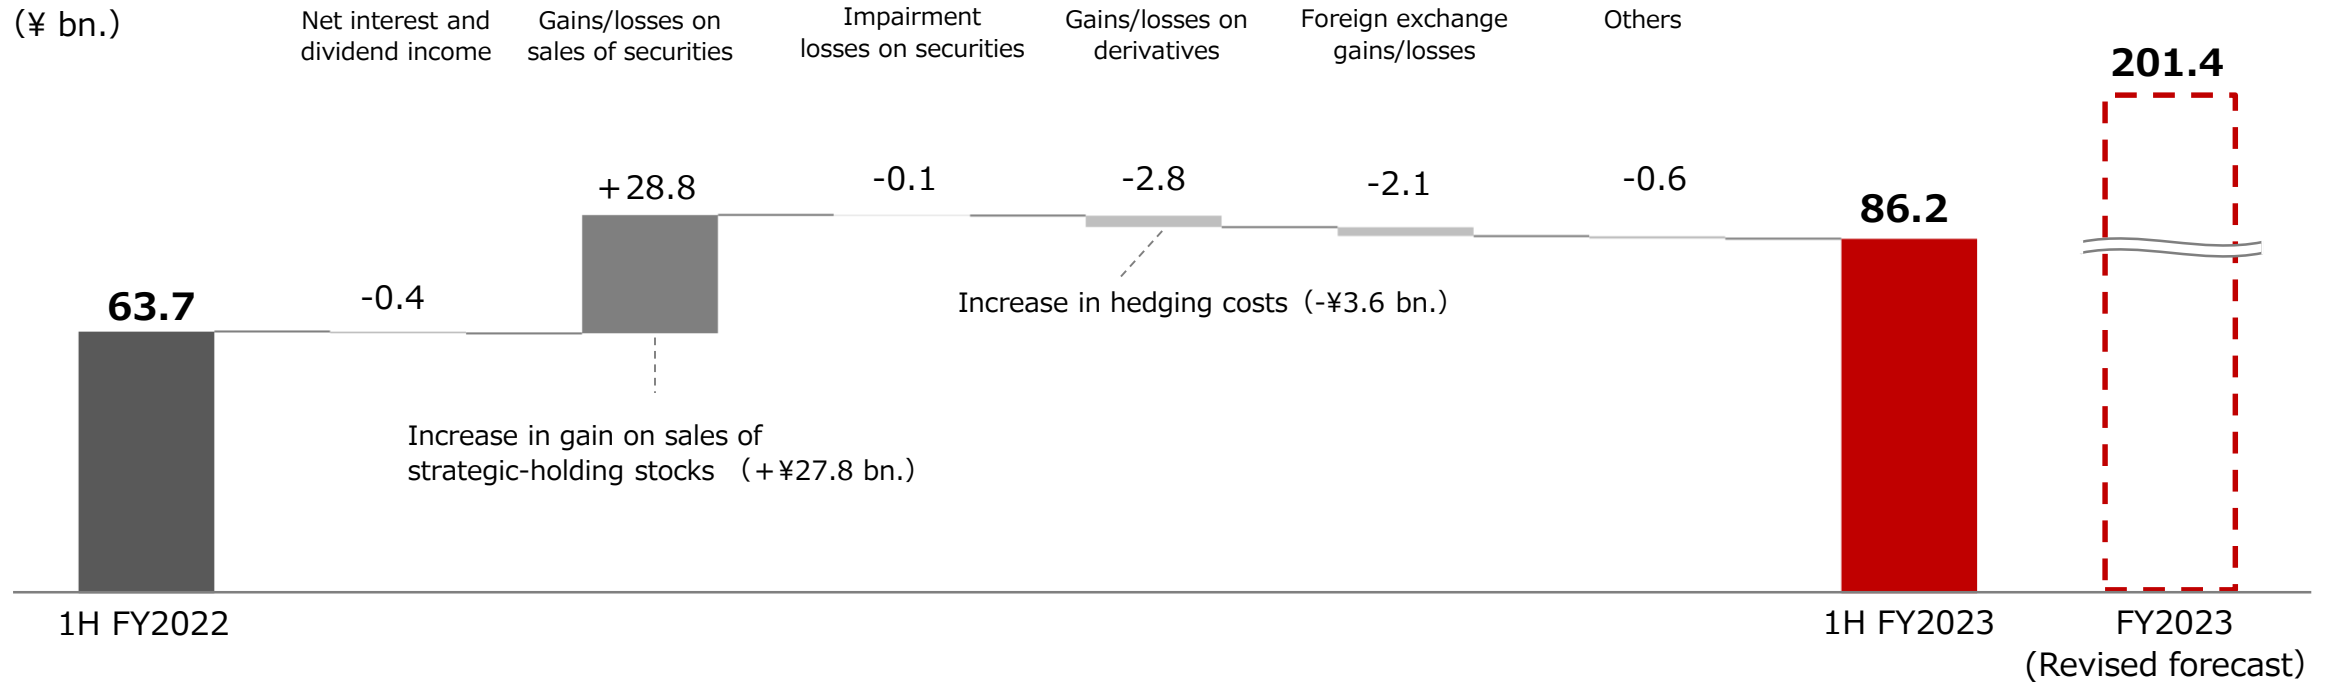 (¥ bn.)
Net interest and
dividend income
Gains/losses on
sales of securities
Impairment
losses on securities
Gains/losses on
derivatives
Foreign exchange
gains/losses
Others
201.4
+28.8
-0.1
-2.8
-2.1
-0.6
86.2
63.7
-0.4
Increase in hedging costs (-¥3.6 bn.)
Increase in gain on sales of
strategic-holding stocks (+¥27.8 bn.)
1H FY2022
1H FY2023
FY2023
(Revised forecast)